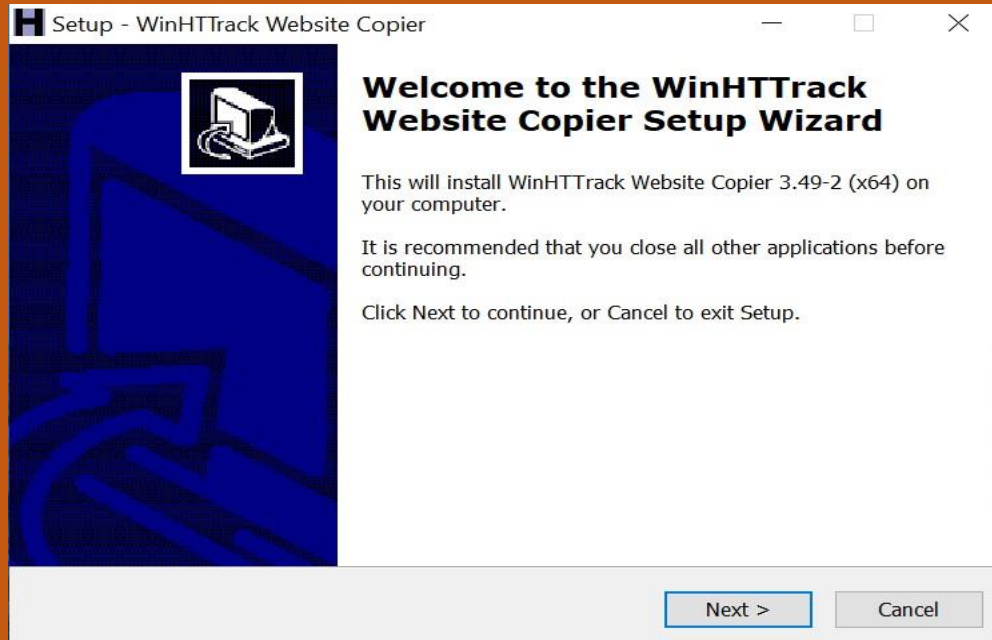 Setup - WinHTTrack Website Copier
Welcome to the WinHTTrack
Website Copier Setup Wizard
This will install WinHTTrack Website Copier 3.49-2 (x64) on
your computer.
It is recommended that you close all other applications before
continuing.
Click Next to continue, or Cancel to exit Setup.
Next >
Cancel